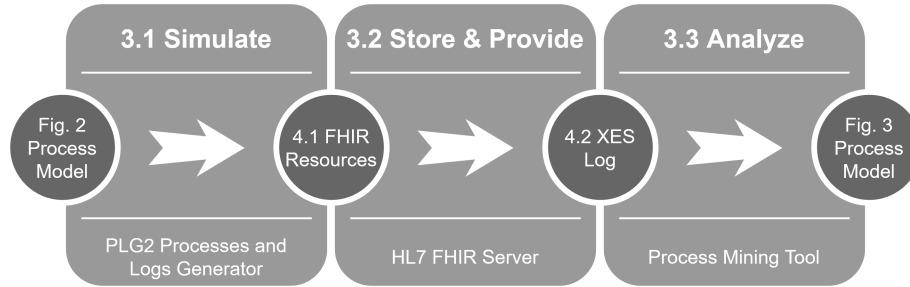 3.1 Simulate
3.2 Store & Provide
3.3 Analyze
Fig. 2
Process
Model
4.1 FHIR
Resources
4.2 XES
Log
Fig. 3
Process
Model
PLG2 Processes and
Logs Generator
HL7 FHIR Server
Process Mining Tool